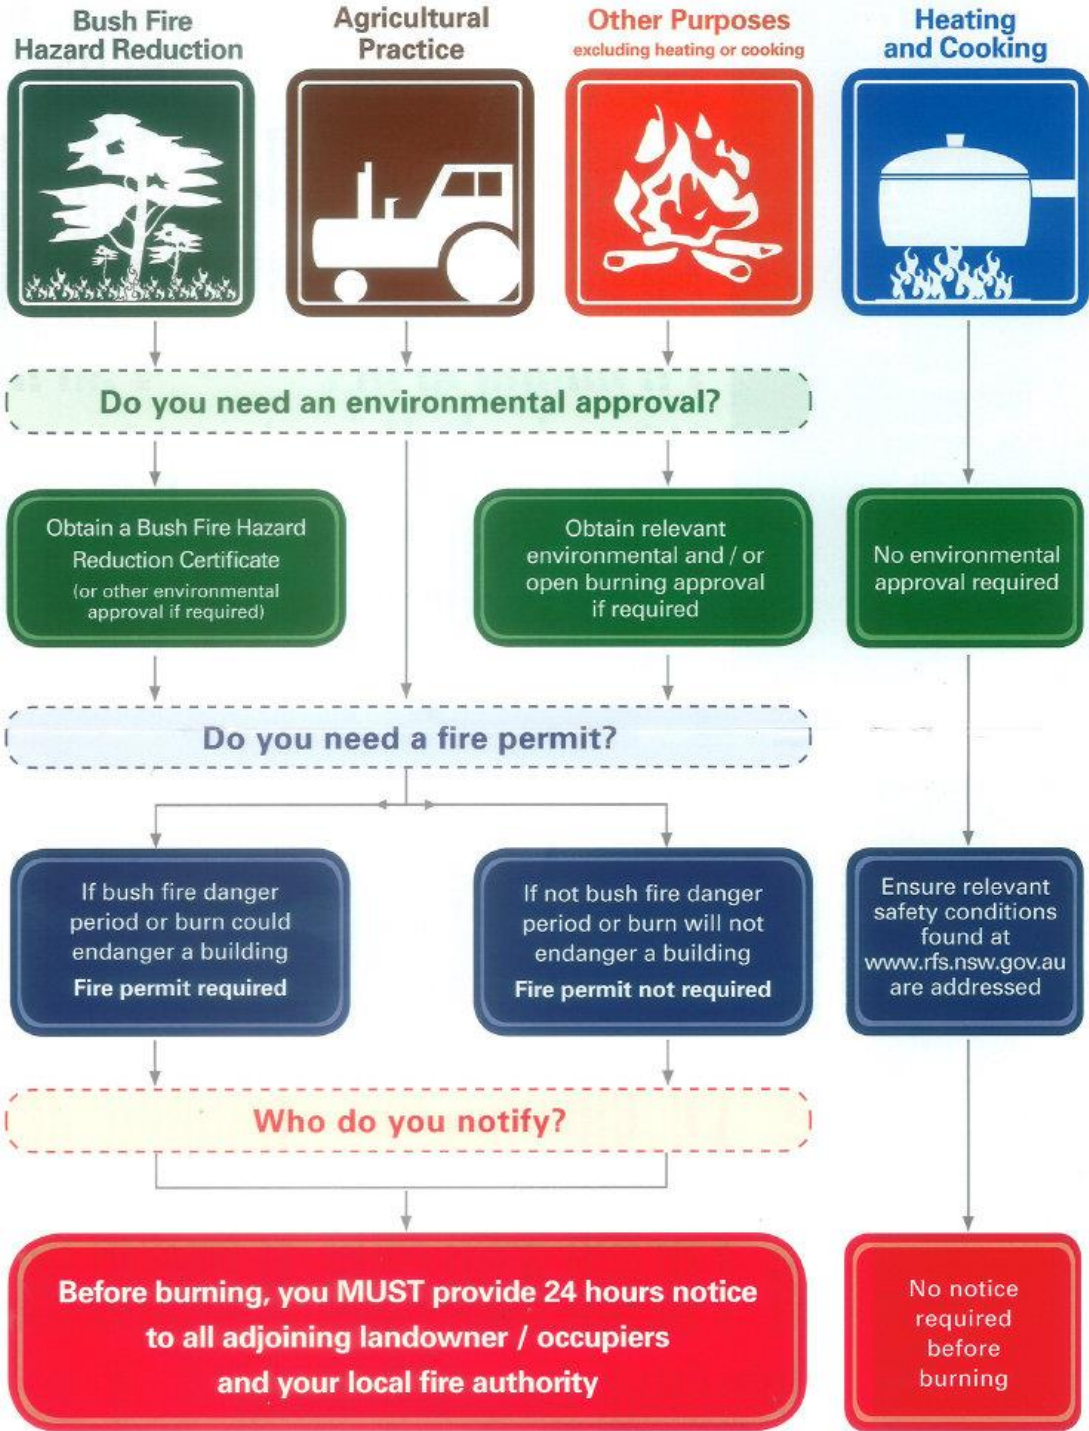 Bush Fire
Hazard Reduction
Agricultural
Practice
Other Purposes
excluding heating or cooking
Heating
and Cooking
Do you need an environmental approval?
Obtain a Bush Fire Hazard
Reduction Certificate
(or other environmental
approval if required)
Obtain relevant
environmental and / or
open burning approval
if required
No environmental
approval required
Do you need a fire permit?
If bush fire danger
period or burn could
endanger a building
Fire permit required
If not bush fire danger
period or burn will not
endanger a building
Fire permit not required
Ensure relevant
safety conditions
found at
www.rfs.nsw.gov.au
are addressed
Who do you notify?
Before burning, you MUST provide 24 hours notice
to all adjoining landowner / occupiers
and your local fire authority
No notice
required
before
burning